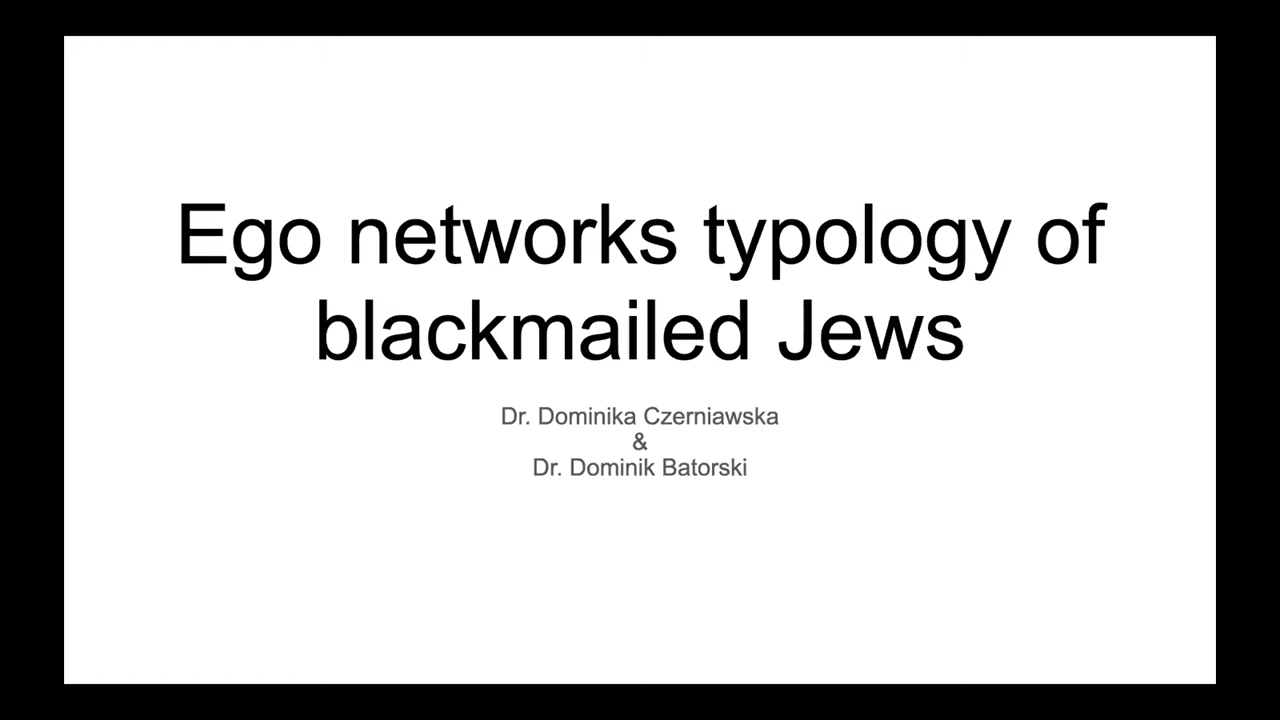 Ego networks typology of
blackmailed Jews
Dr. Dominika Czerniawska
&
Dr. Dominik Batorski